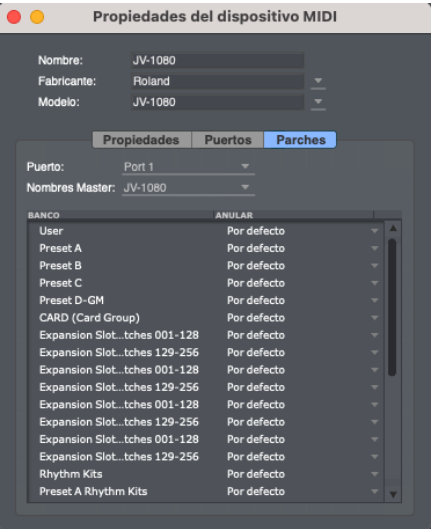 Propiedades del dispositivo MIDI
Nombre: JV-1080
Fabricante: Roland
Modelo: JV-1080
Propiedades Puertos Parches
Puerto: Port 1
Nombres Master: JV-1080
BANCO ANULAR
User Por defecto
Preset A Por defecto
Preset B Por defecto
Preset C Por defecto
Preset D-GM Por defecto
CARD (Card Group) Por defecto
Expansion Slot...tches 001-128 Por defecto
Expansion Slot...tches 129-256 Por defecto
Expansion Slot...tches 001-128 Por defecto
Expansion Slot...tches 129-256 Por defecto
Expansion Slot...tches 001-128 Por defecto
Expansion Slot...tches 129-256 Por defecto
Expansion Slot...tches 001-128 Por defecto
Expansion Slot...tches 129-256 Por defecto
Rhythm Kits Por defecto
Preset A Rhythm Kits Por defecto